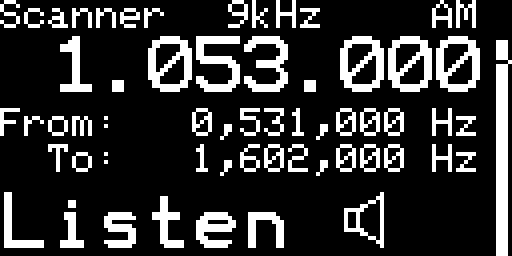 Scanner 9kHz AM
1.053.000
From: 0,531,000 Hz
To: 1,602,000 Hz
Listen